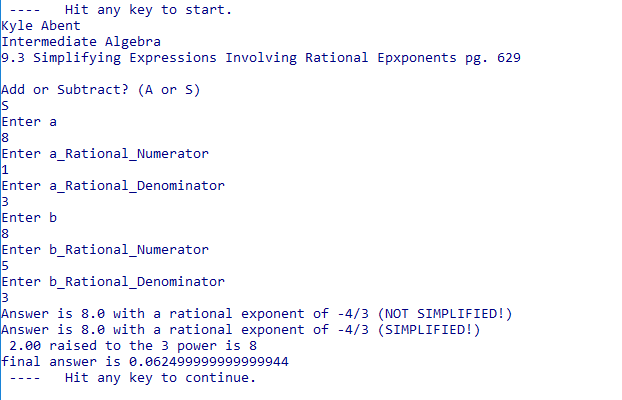 ---- Hit any key to start.
Kyle Abent
Intermediate Algebra
9.3 Simplifying Expressions Involving Rational Epxponents pg. 629
Add or Subtract? (A or S)
S
Enter a
8
Enter a_Rational_Numerator
1
Enter a_Rational_Denominator
3
Enter b
8
Enter b_Rational_Numerator
5
Enter b_Rational_Denominator
3
Answer is 8.0 with a rational exponent of -4/3 (NOT SIMPLIFIED!)
Answer is 8.0 with a rational exponent of -4/3 (SIMPLIFIED!)
2.00 raised to the 3 power is 8
final answer is 0.062499999999999944
---- Hit any key to continue.